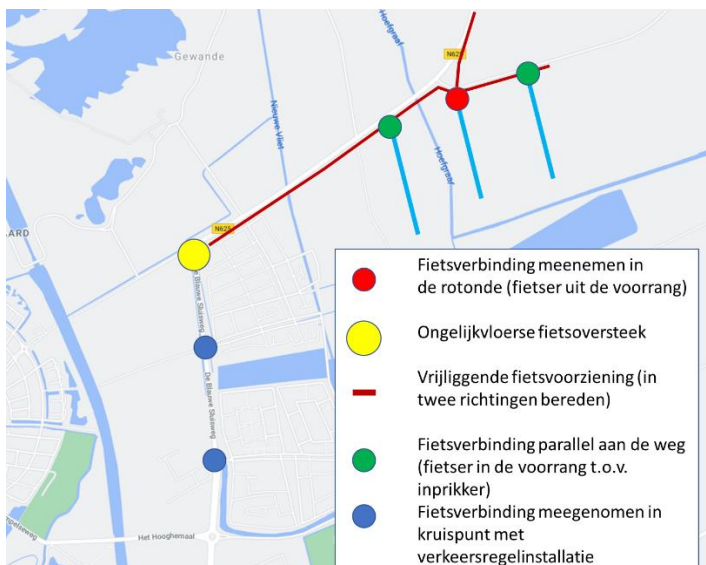 Gewande
Hoefgraaf
N625
Nieuwe Vliet
Hoefgraaf
AARD
N625
De Blauwe Sluisweg
De Blauwe Sluisweg
Het Hooghemaal
Fietsverbinding meenemen in
de rotonde (fietser uit de voorrang)
Ongelijkvloerse fietsoversteek
Vrijliggende fietsvoorziening (in
twee richtingen bereden)
Fietsverbinding parallel aan de weg
(fietser in de voorrang t.o.v.
inprikker)
Fietsverbinding meegenomen in
kruispunt met
verkeersregelinstallatie